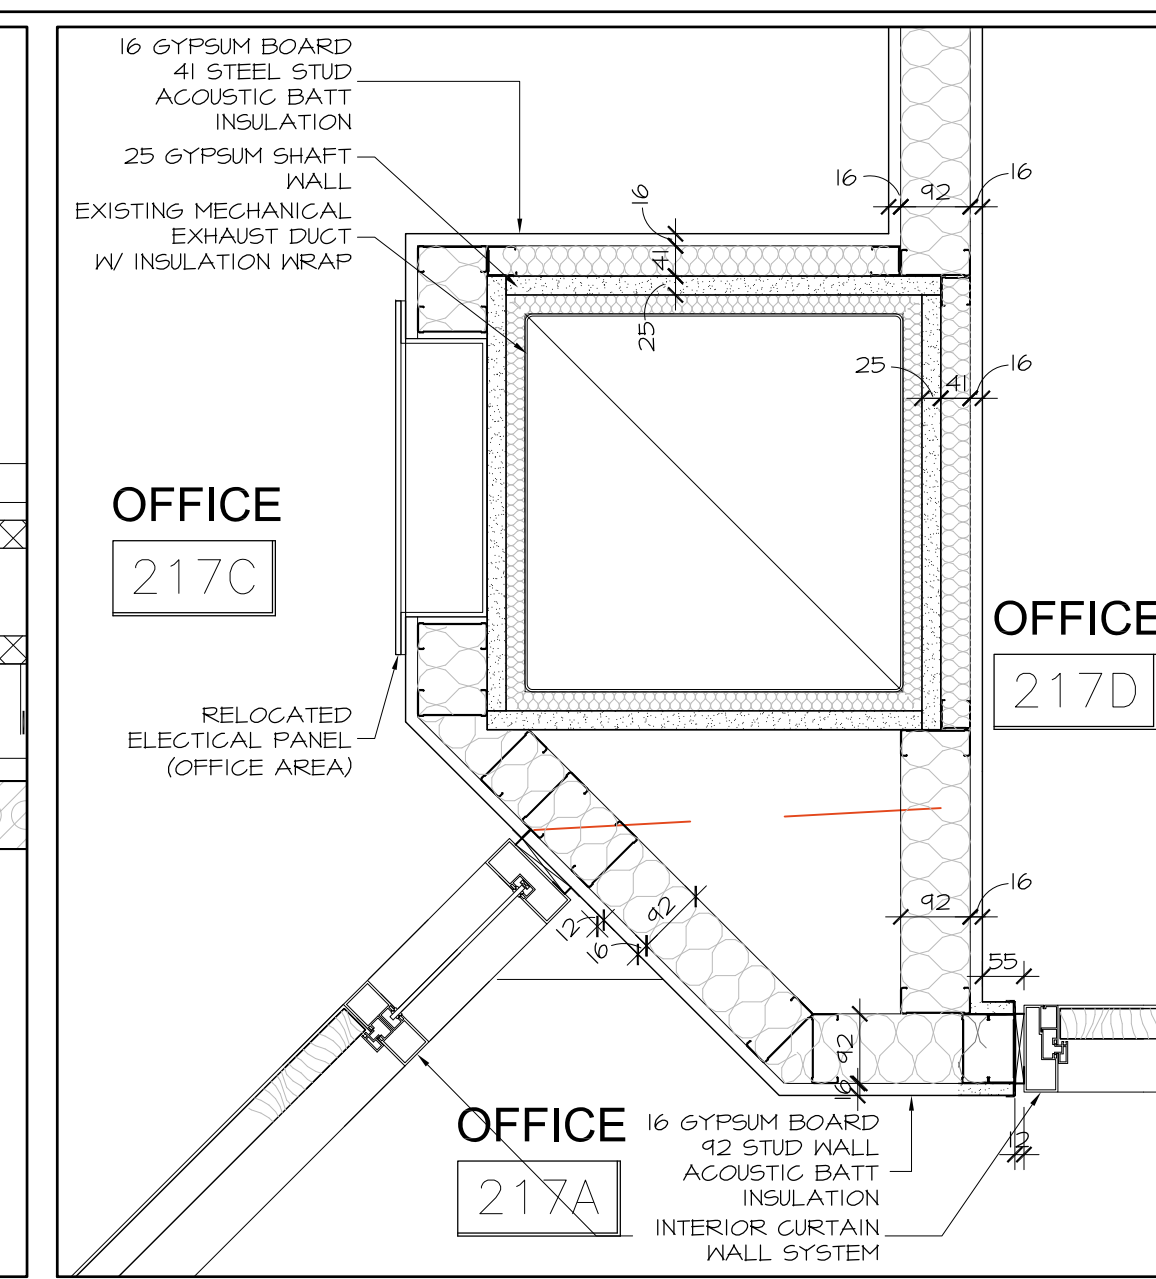 16 GYPSUM BOARD
41 STEEL STUD
ACOUSTIC BATT
INSULATION
25 GYPSUM SHAFT
WALL
EXISTING MECHANICAL
EXHAUST DUCT
W/ INSULATION WRAP
16
41
25
16
92
16
25
41
16
OFFICE
217C
OFFICE
217D
RELOCATED
ELECTICAL PANEL
(OFFICE AREA)
12
16
92
92
16
55
92
16
12
OFFICE
217A
16 GYPSUM BOARD
92 STUD WALL
ACOUSTIC BATT
INSULATION
INTERIOR CURTAIN
WALL SYSTEM